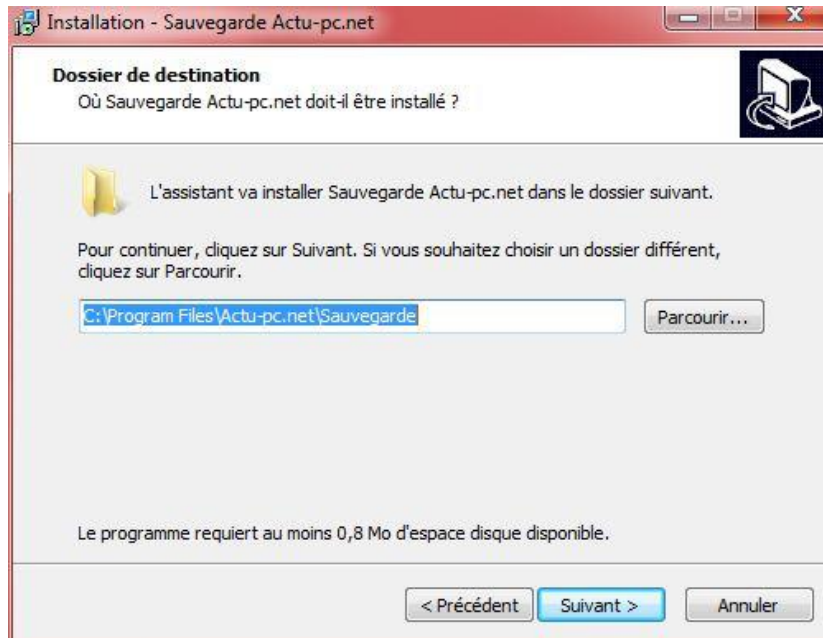 Installation - Sauvegarde Actu-pc.net
Dossier de destination
Où Sauvegarde Actu-pc.net doit-il être installé ?
L'assistant va installer Sauvegarde Actu-pc.net dans le dossier suivant.
Pour continuer, cliquez sur Suivant. Si vous souhaitez choisir un dossier différent,
cliquez sur Parcourir.
C:\Program Files\Actu-pc.net\Sauvegarde
Parcourir...
Le programme requiert au moins 0,8 Mo d'espace disque disponible.
< Précédent
Suivant >
Annuler